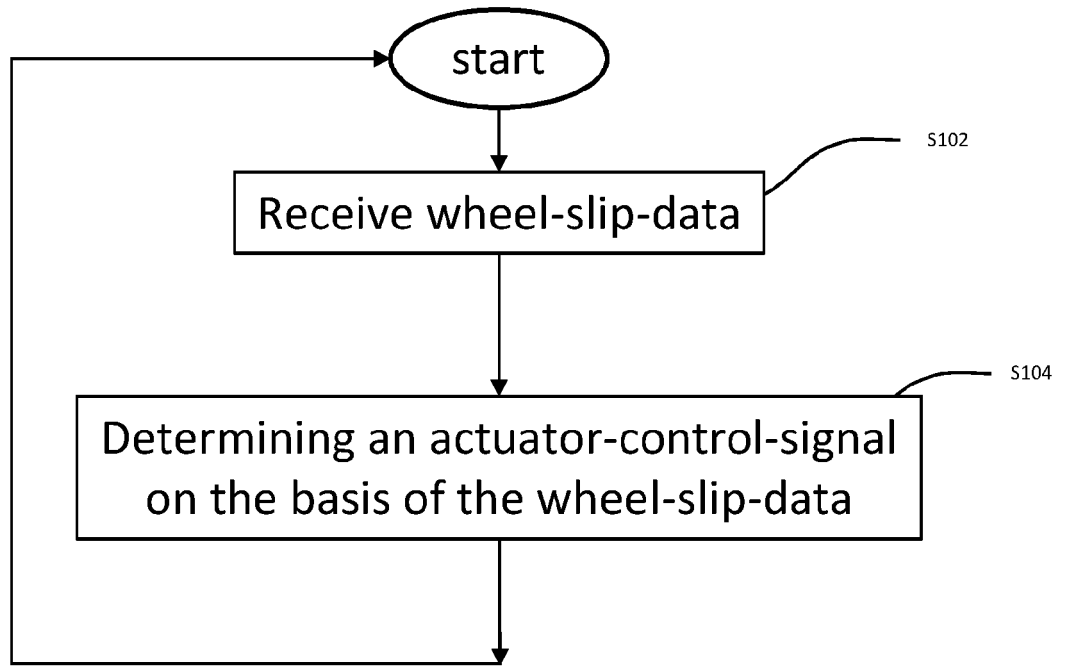 start
S102
Receive wheel-slip-data
S104
Determining an actuator-control-signal
on the basis of the wheel-slip-data